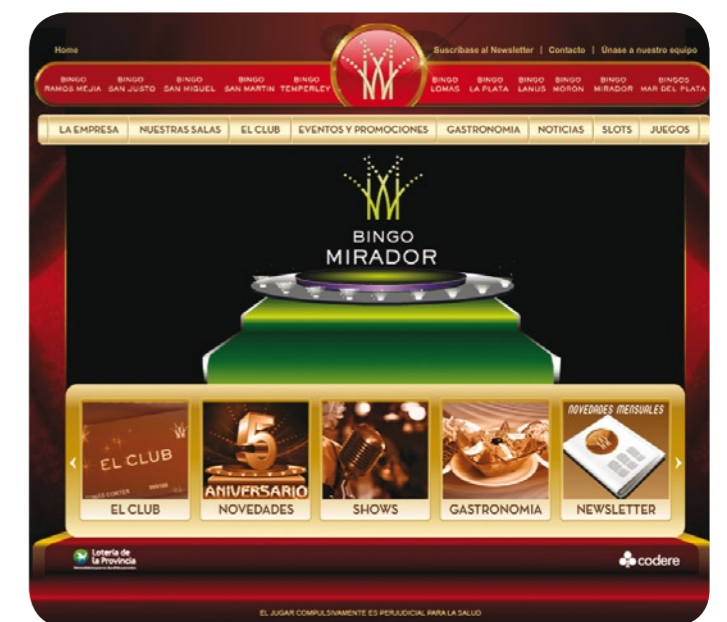 Home
Suscríbase al Newsletter | Contacto | Únase a nuestro equipo
BINGO RAMOS MEJIA
BINGO SAN JUSTO
BINGO SAN MIGUEL
BINGO SAN MARTIN
BINGO TEMPERLEY
BINGO LOMAS
BINGO LA PLATA
BINGO LANUS
BINGO MORON
BINGO MIRADOR
BINGOS MAR DEL PLATA
LA EMPRESA
NUESTRAS SALAS
EL CLUB
EVENTOS Y PROMOCIONES
GASTRONOMIA
NOTICIAS
SLOTS
JUEGOS
BINGO
MIRADOR
EL CLUB
EL CLUB
5
ANIVERSARIO
NOVEDADES
SHOWS
GASTRONOMIA
NOVEDADES MENSUALES
NEWSLETTER
Lotería de
la Provincia
codere
EL JUGAR COMPULSIVAMENTE ES PERJUDICIAL PARA LA SALUD